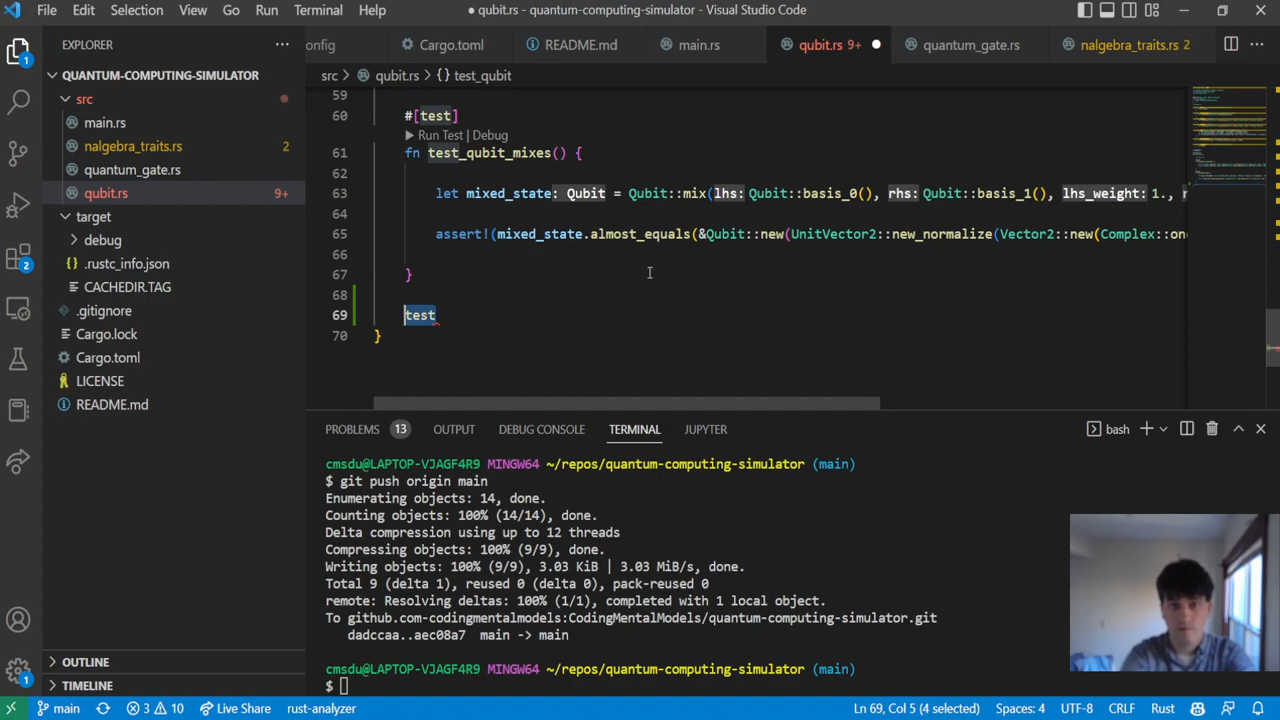 File Edit Selection View Go Run Terminal Help
● qubit.rs - quantum-computing-simulator - Visual Studio Code
EXPLORER
onfig Cargo.toml README.md main.rs qubit.rs 9+ quantum_gate.rs nalgebra_traits.rs 2
QUANTUM-COMPUTING-SIMULATOR
src > qubit.rs > {} test_qubit
src
main.rs
nalgebra_traits.rs 2
quantum_gate.rs
qubit.rs 9+
target
debug
{} .rustc_info.json
CACHEDIR.TAG
.gitignore
Cargo.lock
Cargo.toml
LICENSE
README.md
OUTLINE
TIMELINE
1
2
1
59
60 #[test]
Run Test | Debug
61 fn test_qubit_mixes() {
62
63 let mixed_state: Qubit = Qubit::mix(lhs:Qubit::basis_0(), rhs:Qubit::basis_1(), lhs_weight:1., r
64
65 assert!(mixed_state.almost_equals(&Qubit::new(UnitVector2::new_normalize(Vector2::new(Complex::on
66
67 }
68
69 test
70 }
PROBLEMS 13 OUTPUT DEBUG CONSOLE TERMINAL JUPYTER
bash
cmsdu@LAPTOP-VJAGF4R9 MINGW64 ~/repos/quantum-computing-simulator (main)
$ git push origin main
Enumerating objects: 14, done.
Counting objects: 100% (14/14), done.
Delta compression using up to 12 threads
Compressing objects: 100% (9/9), done.
Writing objects: 100% (9/9), 3.03 KiB | 3.03 MiB/s, done.
Total 9 (delta 1), reused 0 (delta 0), pack-reused 0
remote: Resolving deltas: 100% (1/1), completed with 1 local object.
To github.com-codingmentalmodels:CodingMentalModels/quantum-computing-simulator.git
dadccaa..aec08a7 main -> main
cmsdu@LAPTOP-VJAGF4R9 MINGW64 ~/repos/quantum-computing-simulator (main)
$
main 3 10 Live Share rust-analyzer Ln 69, Col 5 (4 selected) Spaces: 4 UTF-8 CRLF Rust